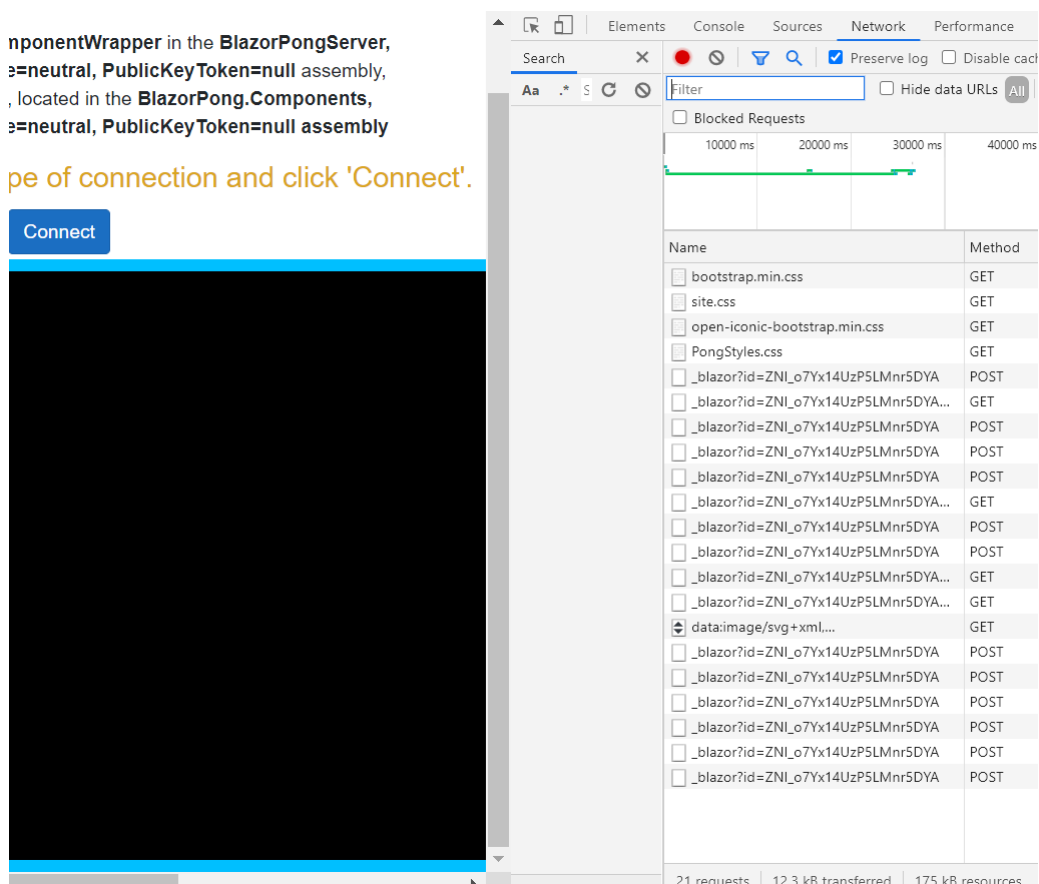 mponentWrapper in the BlazorPongServer,
e=neutral, PublicKeyToken=null assembly,
, located in the BlazorPong.Components,
e=neutral, PublicKeyToken=null assembly
pe of connection and click 'Connect'.
Connect
Elements Console Sources Network Performance
Search
Preserve log Disable cach
Aa .* S
Filter
Hide data URLs All
Blocked Requests
10000 ms 20000 ms 30000 ms 40000 ms
Name Method
bootstrap.min.css GET
site.css GET
open-iconic-bootstrap.min.css GET
PongStyles.css GET
_blazor?id=ZNI_o7Yx14UzP5LMnr5DYA POST
_blazor?id=ZNI_o7Yx14UzP5LMnr5DYA... GET
_blazor?id=ZNI_o7Yx14UzP5LMnr5DYA POST
_blazor?id=ZNI_o7Yx14UzP5LMnr5DYA POST
_blazor?id=ZNI_o7Yx14UzP5LMnr5DYA POST
_blazor?id=ZNI_o7Yx14UzP5LMnr5DYA... GET
_blazor?id=ZNI_o7Yx14UzP5LMnr5DYA POST
_blazor?id=ZNI_o7Yx14UzP5LMnr5DYA POST
_blazor?id=ZNI_o7Yx14UzP5LMnr5DYA... GET
_blazor?id=ZNI_o7Yx14UzP5LMnr5DYA... GET
data:image/svg+xml,... GET
_blazor?id=ZNI_o7Yx14UzP5LMnr5DYA POST
_blazor?id=ZNI_o7Yx14UzP5LMnr5DYA POST
_blazor?id=ZNI_o7Yx14UzP5LMnr5DYA POST
_blazor?id=ZNI_o7Yx14UzP5LMnr5DYA POST
_blazor?id=ZNI_o7Yx14UzP5LMnr5DYA POST
_blazor?id=ZNI_o7Yx14UzP5LMnr5DYA POST
21 requests 12.3 kB transferred 175 kB resources